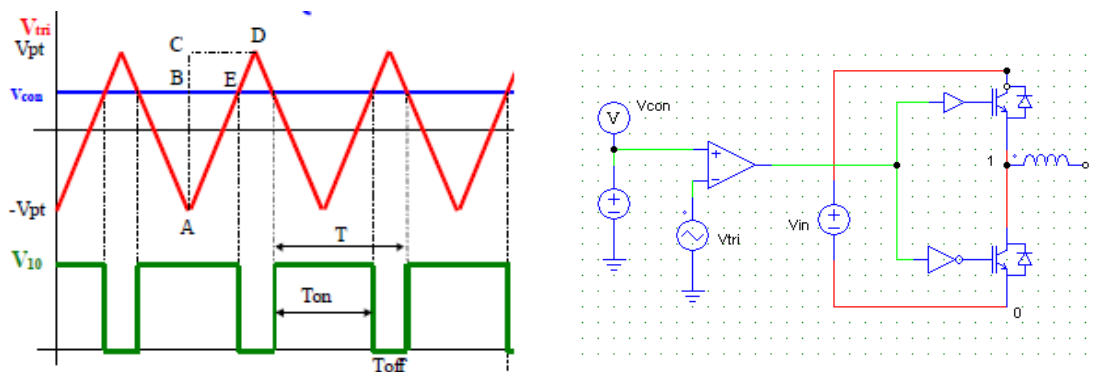 Vtri
Vpt
C
D
B
E
Vcon
-Vpt
A
V10
T
Ton
Toff
Vcon
V
+
−
Vtri
+
−
Vin
+
−
1
0